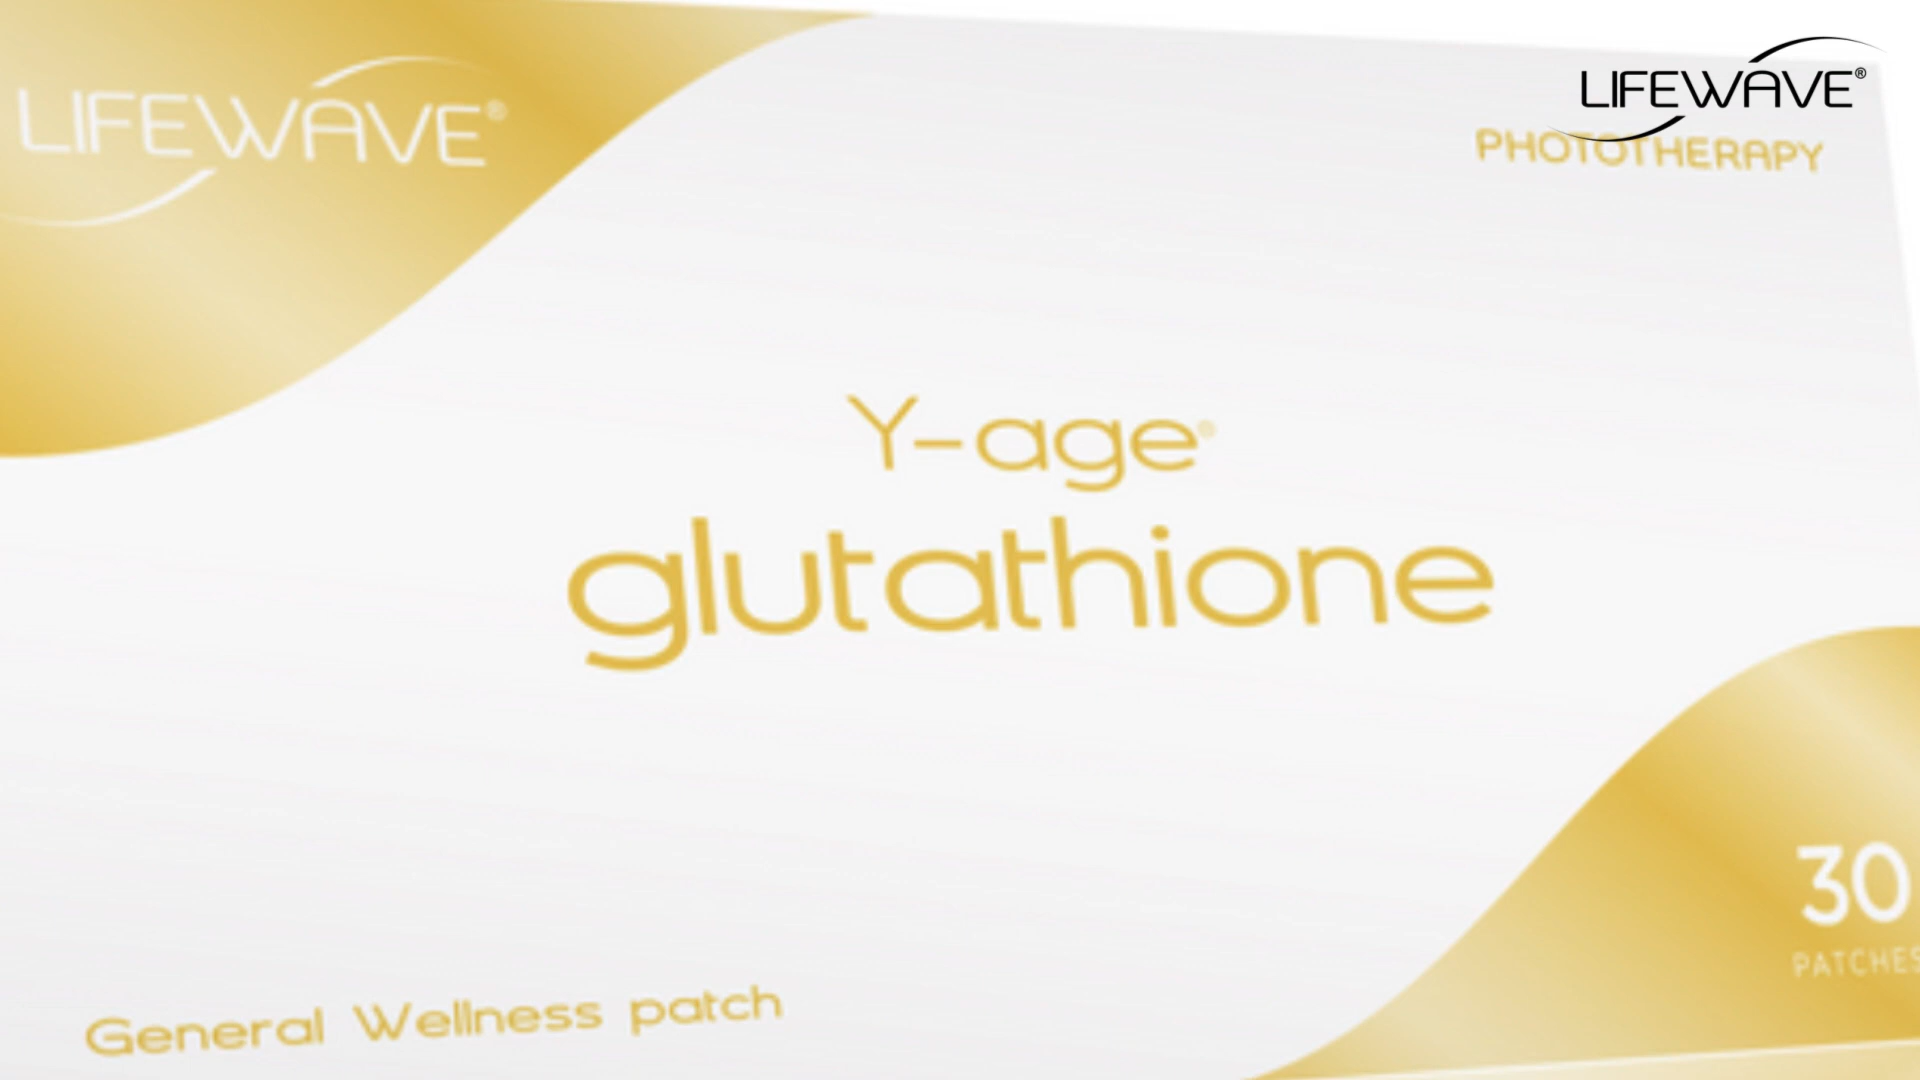 LIFEWAVE®
LIFEWAVE®
PHOTOTHERAPY
Y-age®
glutathione
30
PATCHES
General Wellness patch